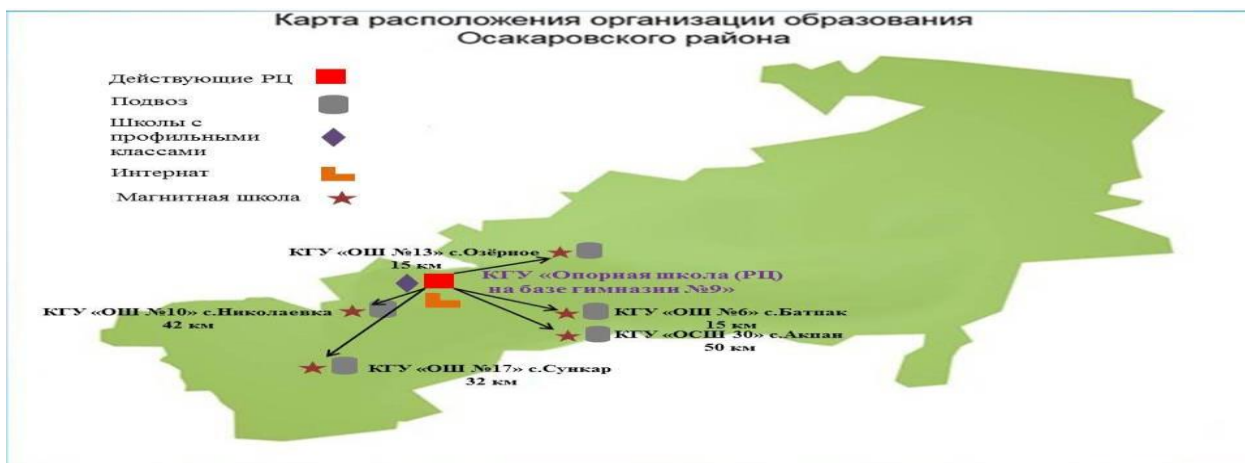 Карта расположения организации образования
Осакаровского района
Действующие РЦ
Подвоз
Школы с
профильными
классами
Интернат
Магнитная школа
КГУ «ОШ №13» с.Озёрное
15 км
КГУ «Опорная школа (РЦ)
на базе гимназии №9»
КГУ «ОШ №10» с.Николаевка
42 км
КГУ «ОШ №6» с.Батпак
15 км
КГУ «ОСШ 30» с.Акпан
50 км
КГУ «ОШ №17» с.Сункар
32 км